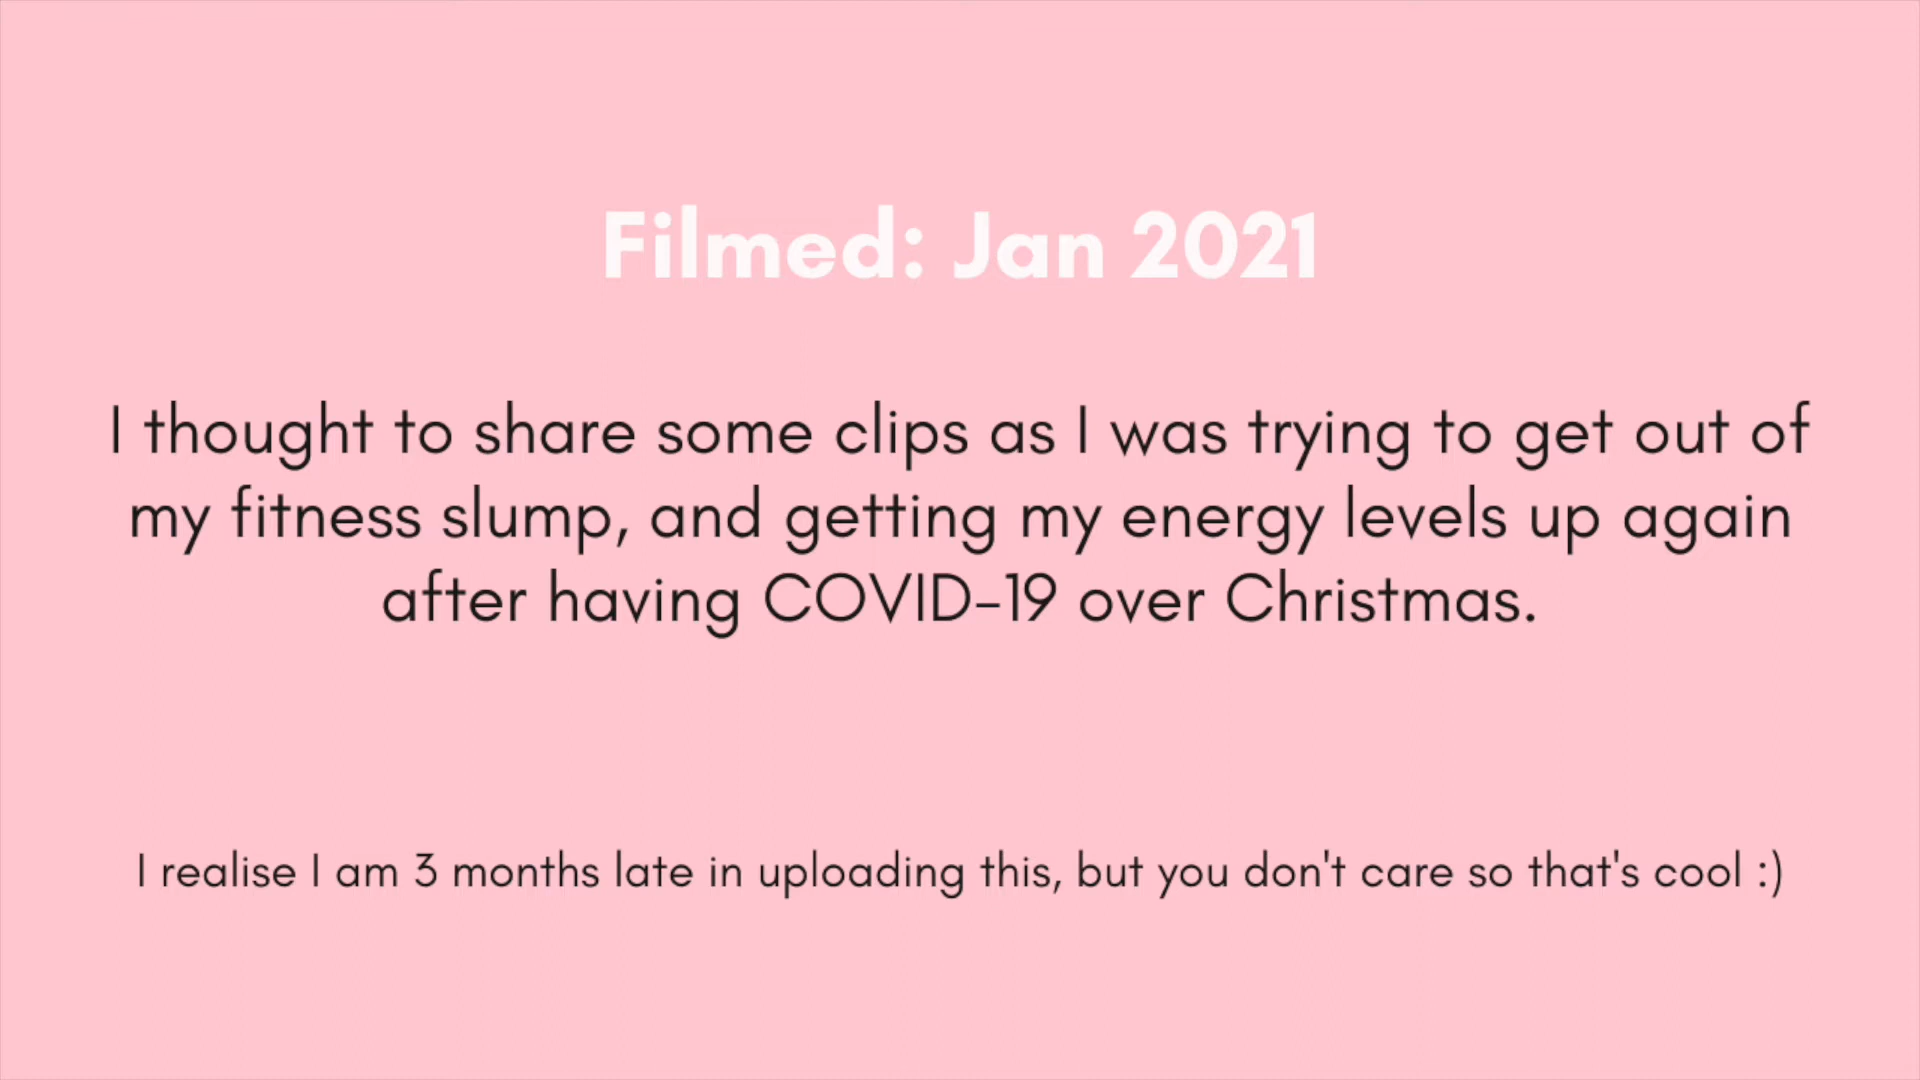 Filmed: Jan 2021
I thought to share some clips as I was trying to get out of
my fitness slump, and getting my energy levels up again
after having COVID-19 over Christmas.
I realise I am 3 months late in uploading this, but you don't care so that's cool :)